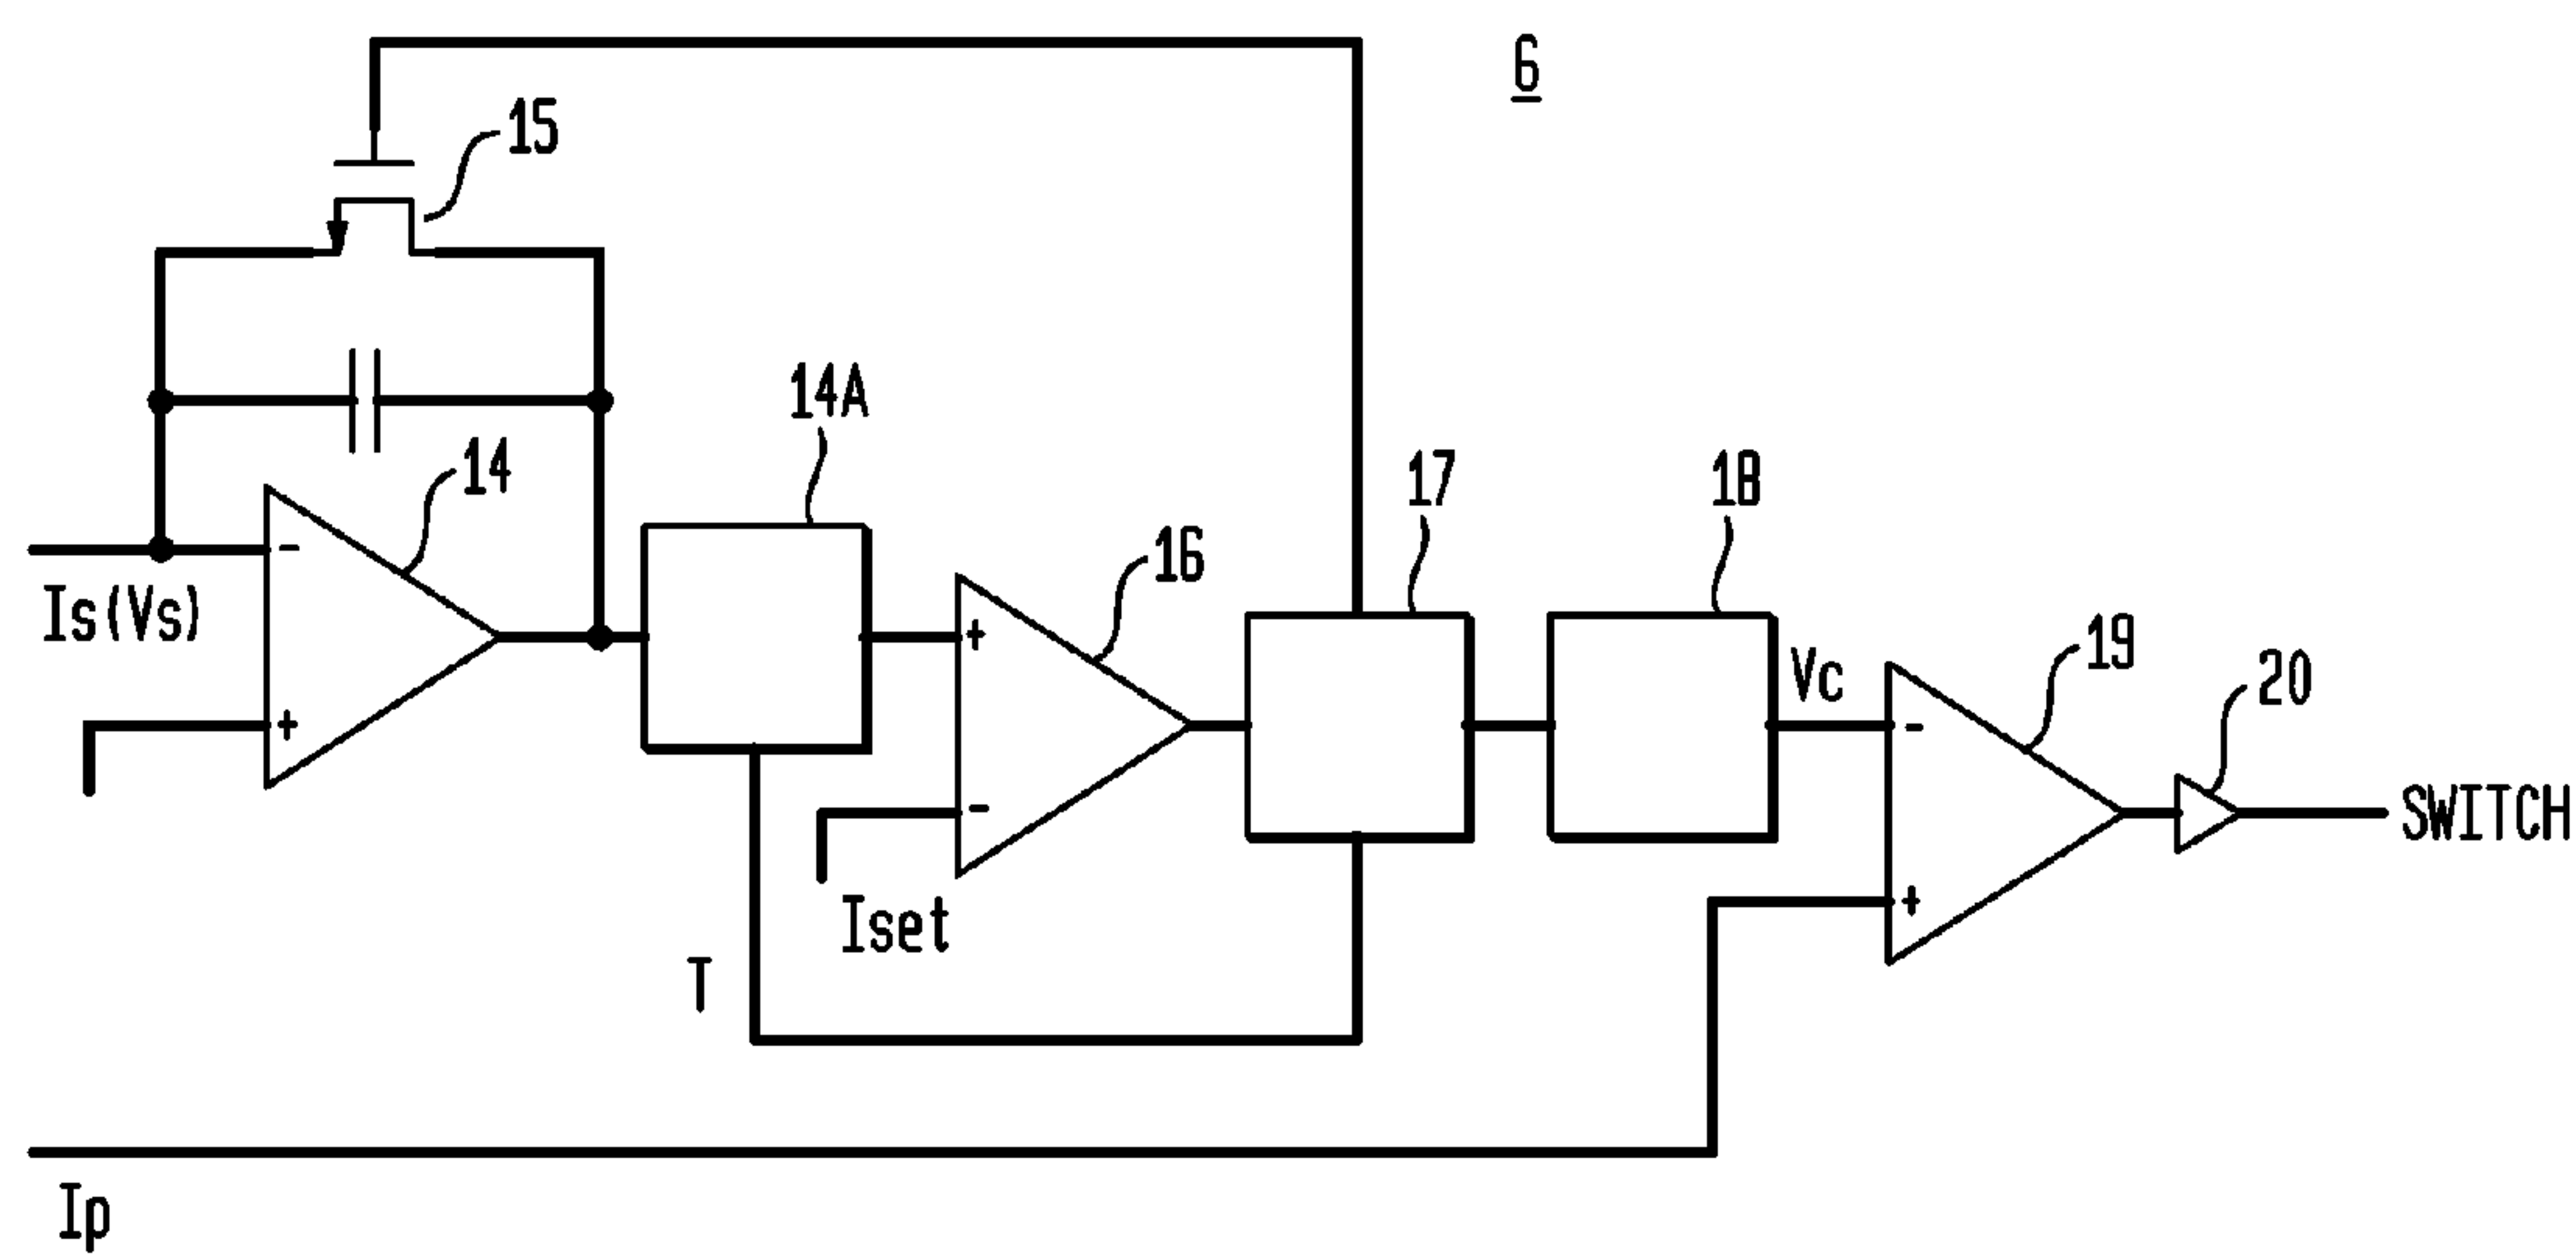 6
15
14A
14
17
18
16
- + + - - +
Is(Vs)
Vc
19
20
SWITCH
Iset
T
Ip